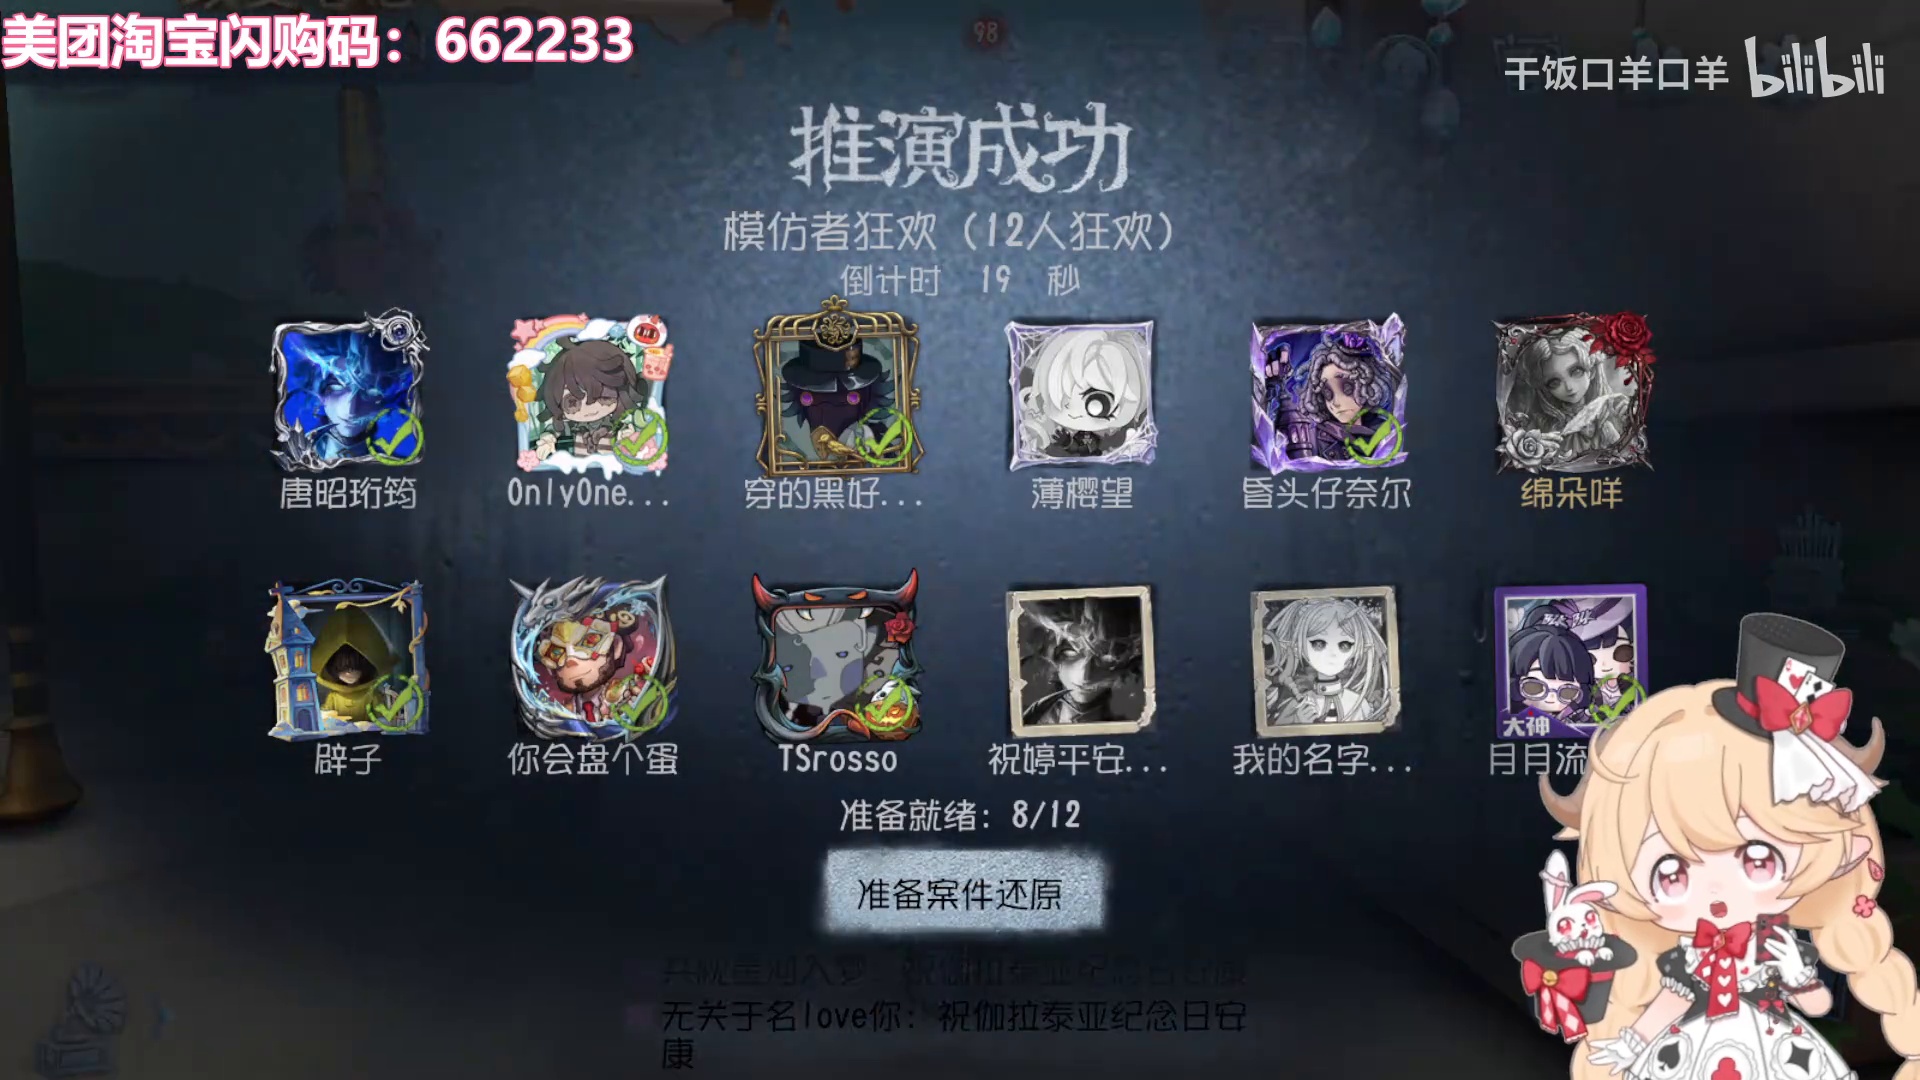 美团淘宝闪购码：662233
98
干饭口羊口羊 bilibili
推演成功
模仿者狂欢（12人狂欢）
倒计时 19 秒
唐昭珩筠
OnlyOne...
穿的黑好...
薄樱望
昏头仔奈尔
绵朵咩
大神
辟子
你会盘个蛋
TSrosso
祝婷平安...
我的名字...
月月流
准备就绪：8/12
准备案件还原
无关于名love你：祝伽拉泰亚纪念日安
康